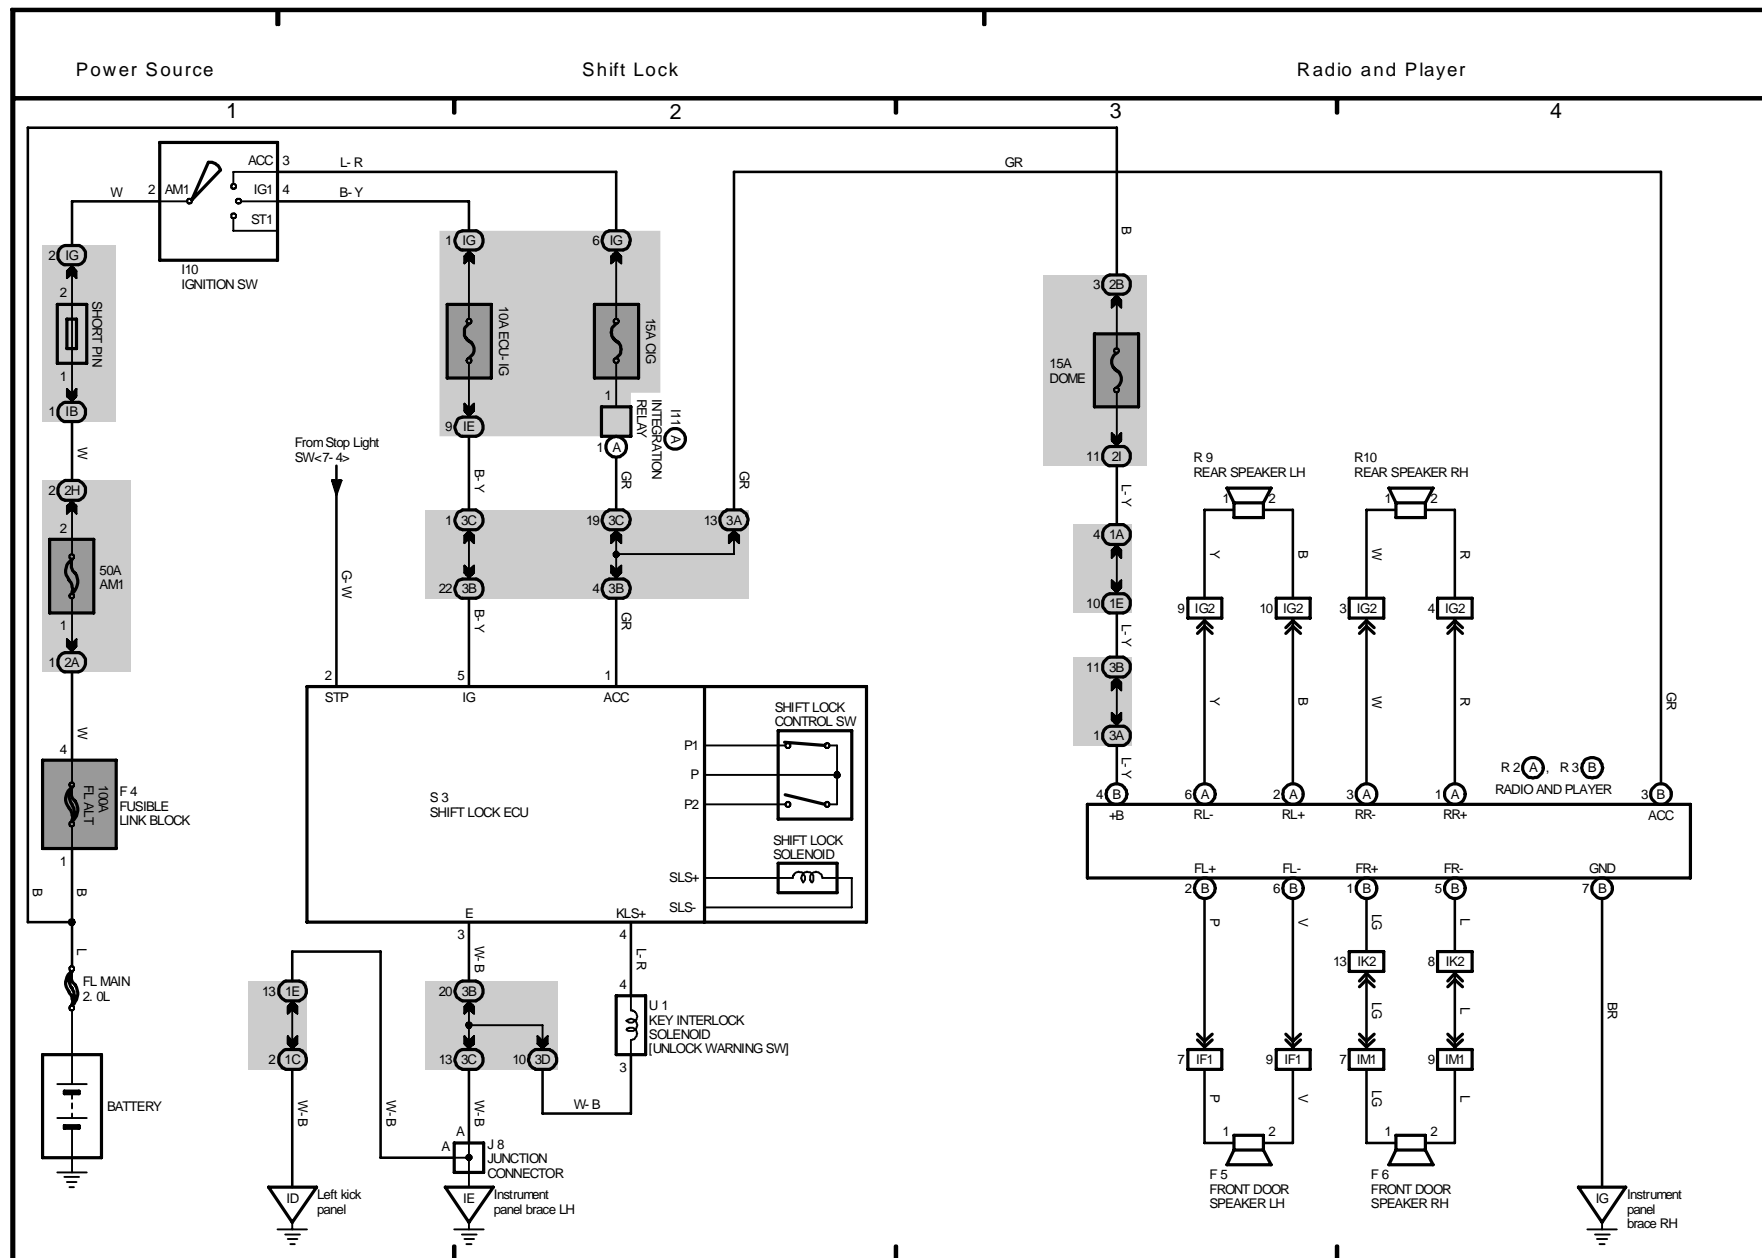 Power Source
Shift Lock
Radio and Player
1
2
3
4
ACC 3
L- R
GR
W
2 AM1
IG1 4
B- Y
ST1
B
I10
IGNITION SW
2 IG
1 IG
6 IG
3 2B
2
SHORT PIN
1
1 IB
10A ECU- IG
15A CIG
15A
DOME
1
9 IE
1 A
I11 A
INTEGRATION
RELAY
11 2I
From Stop Light
SW<7- 4>
W
B- Y
GR
GR
L- Y
R 9
REAR SPEAKER LH
R10
REAR SPEAKER RH
1 2
1 2
2 2H
2
50A
AM1
1
1 2A
1 3C
19 3C
13 3A
4 1A
Y
B
W
R
G- W
22 3B
4 3B
10 1E
9 IG2
10 IG2
3 IG2
4 IG2
B- Y
GR
L- Y
11 3B
2
5
1
STP
IG
ACC
Y
B
W
R
GR
SHIFT LOCK
CONTROL SW
P1
P
P2
1 3A
L- Y
W
4
100A
FL ALT
F 4
FUSIBLE
LINK BLOCK
1
S 3
SHIFT LOCK ECU
R 2 A , R 3 B
RADIO AND PLAYER
4 B
6 A
2 A
3 A
1 A
3 B
+B
RL-
RL+
RR-
RR+
ACC
SHIFT LOCK
SOLENOID
SLS+
SLS-
FL+
FL-
FR+
FR-
GND
2 B
6 B
1 B
5 B
7 B
B
B
E
KLS+
3
4
L
W- B
L- R
P
V
LG
L
FL MAIN
2. 0L
13 1E
20 3B
4
U 1
KEY INTERLOCK
SOLENOID
[UNLOCK WARNING SW]
3
13 IK2
8 IK2
LG
L
BR
2 1C
13 3C
10 3D
7 IF1
9 IF1
7 IM1
9 IM1
BATTERY
W- B
W- B
W- B
W- B
P
V
LG
L
A
A
J 8
JUNCTION
CONNECTOR
1 2
1 2
F 5
FRONT DOOR
SPEAKER LH
F 6
FRONT DOOR
SPEAKER RH
ID
Left kick
panel
IE
Instrument
panel brace LH
IG
Instrument
panel
brace RH